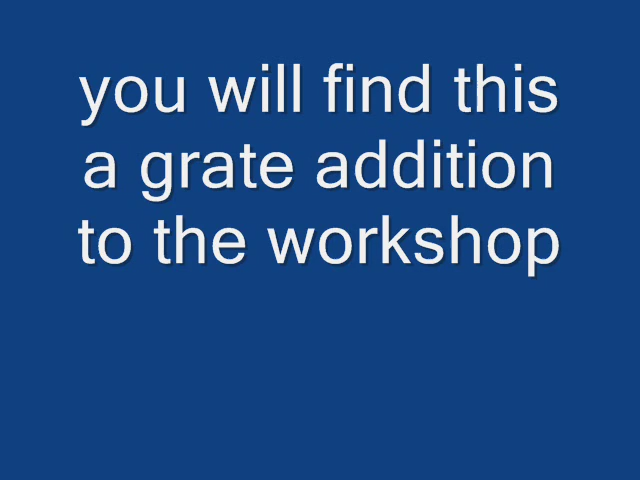 you will find this
a grate addition
to the workshop